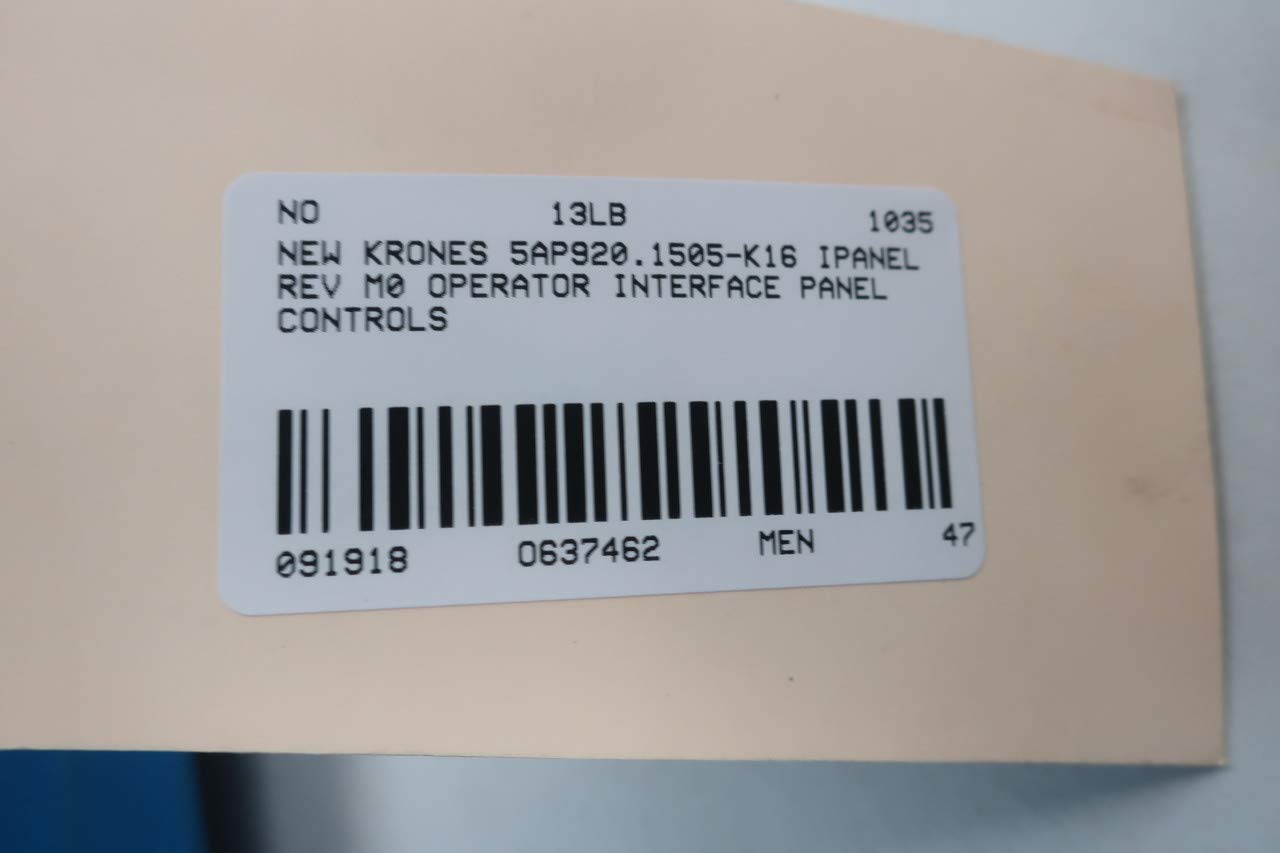 NO 13LB 1035
NEW KRONES 5AP920.1505-K16 IPANEL
REV M0 OPERATOR INTERFACE PANEL
CONTROLS
091918 0637462 MEN 47